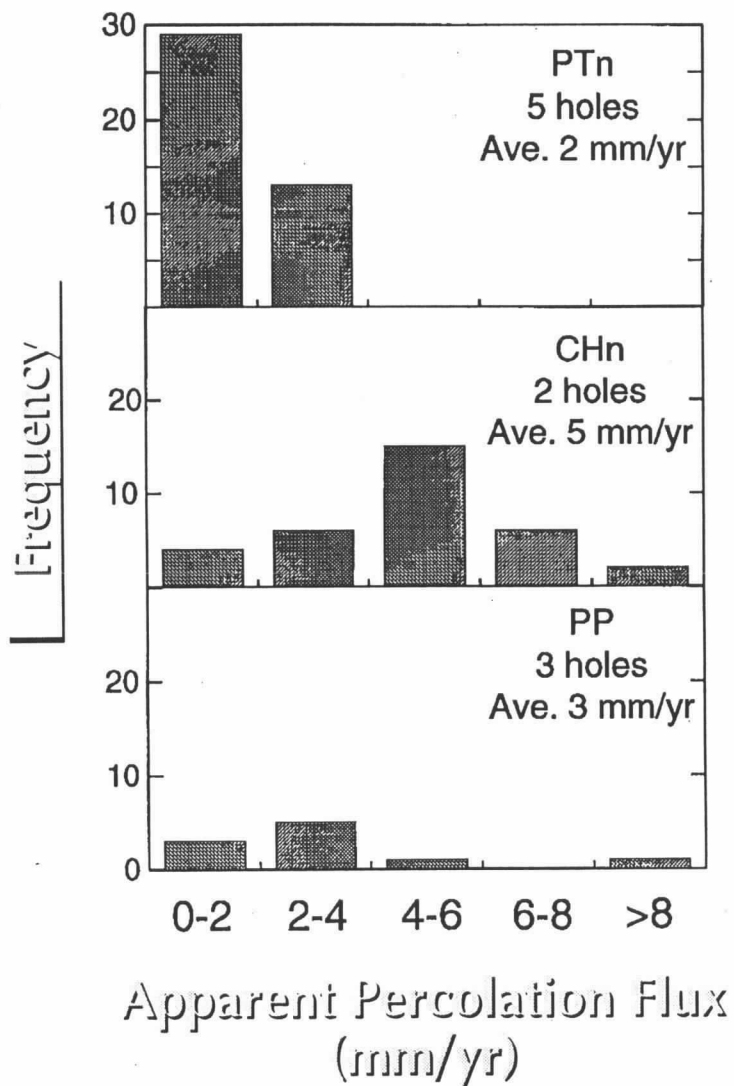 Frequency
30
20
10
PTn
5 holes
Ave. 2 mm/yr
20
10
CHn
2 holes
Ave. 5 mm/yr
20
10
0
PP
3 holes
Ave. 3 mm/yr
0-2 2-4 4-6 6-8 >8
Apparent Percolation Flux
(mm/yr)